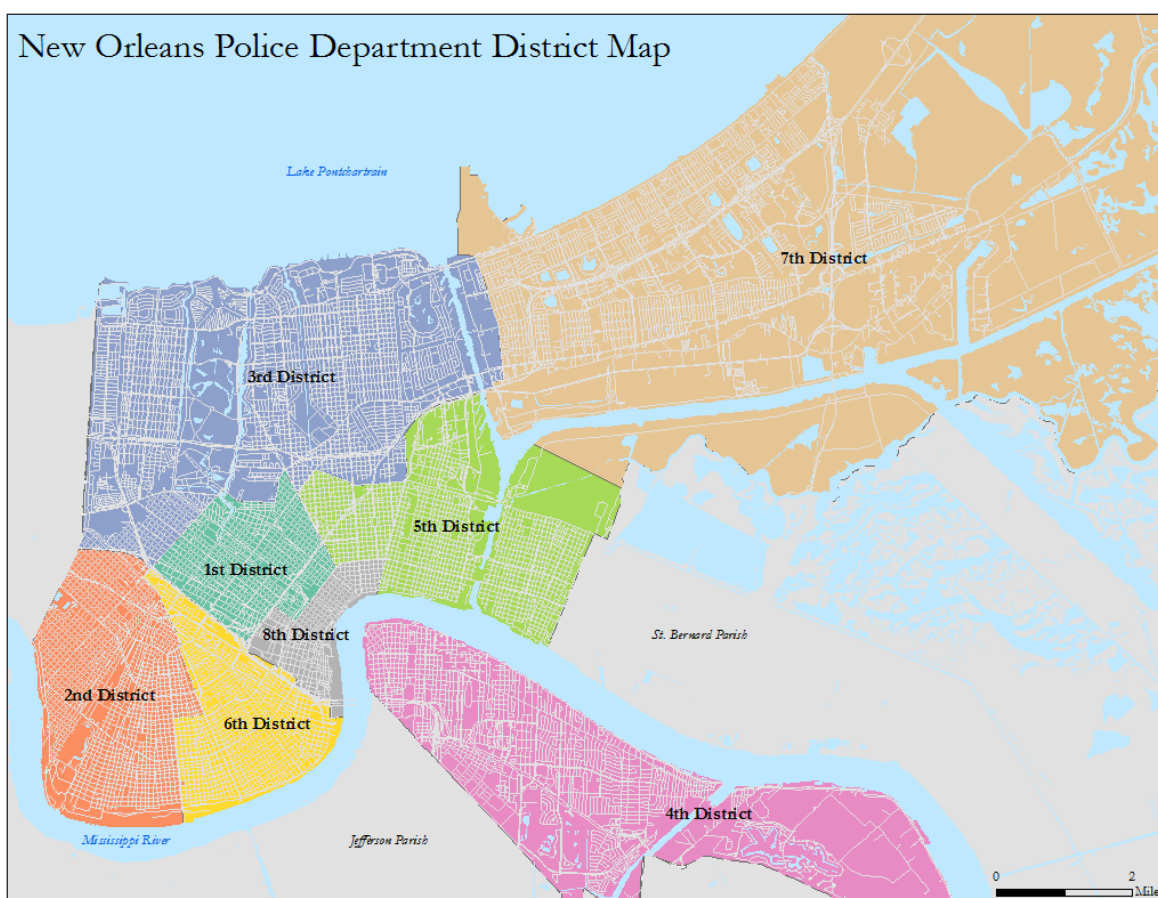 New Orleans Police Department District Map
Lake Pontchartrain
7th District
3rd District
5th District
1st District
8th District
St. Bernard Parish
2nd District
6th District
4th District
Mississippi River
Jefferson Parish
0 2
Mile